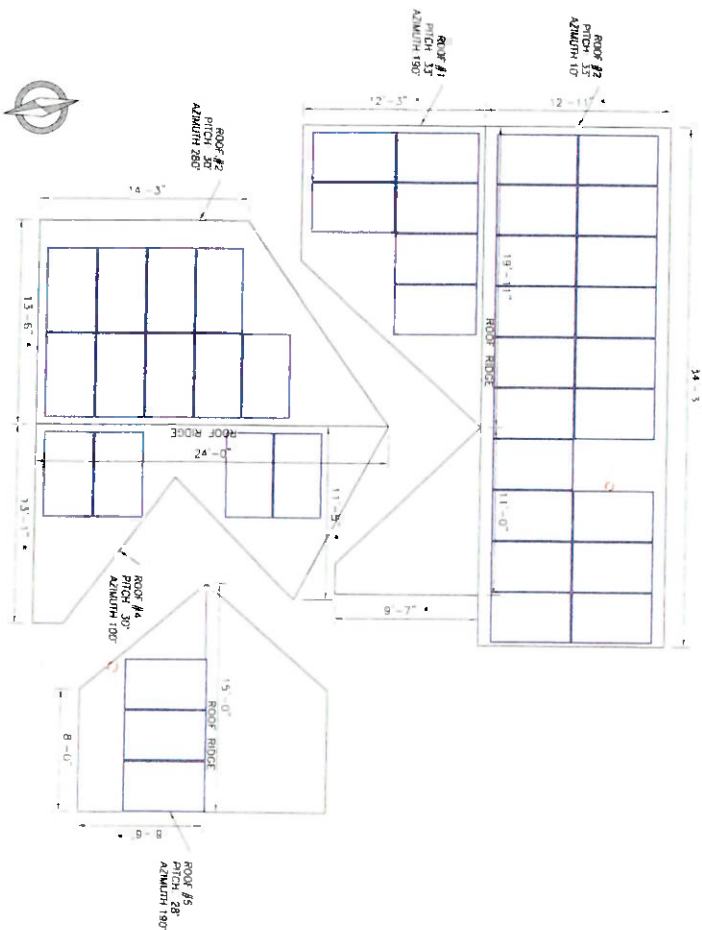 ROOF #1
PITCH 33°
AZIMUTH 190°
ROOF #2
PITCH 33°
AZIMUTH 10°
12'-3"
12'-11"
34'-3
19'-11"
ROOF RIDGE
11'-0"
9'-7"
ROOF #2
PITCH 30°
AZIMUTH 280°
14'-3"
13'-6"
ROOF RIDGE
24'-0"
13'-1"
ROOF #4
PITCH 30°
AZIMUTH 100°
15'-0"
ROOF RIDGE
8'-0"
ROOF #5
PITCH 28°
AZIMUTH 190°